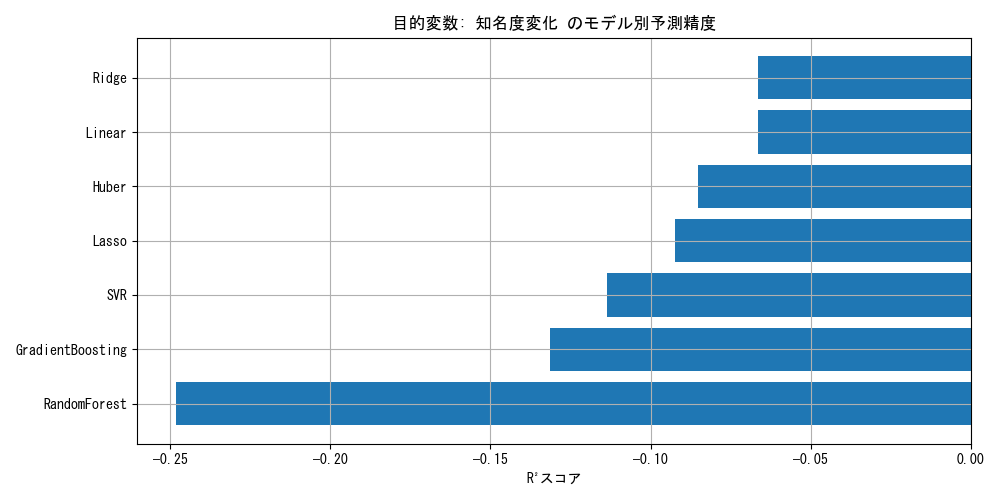 目的変数: 知名度変化 のモデル別予測精度
Ridge
Linear
Huber
Lasso
SVR
GradientBoosting
RandomForest
−0.25 −0.20 −0.15 −0.10 −0.05 0.00
R²スコア